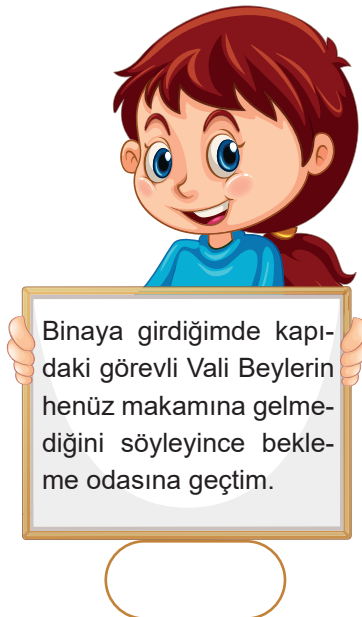 Binaya girdiğimde kapı-
daki görevli Vali Beylerin
henüz makamına gelme-
diğini söyleyince bekle-
me odasına geçtim.